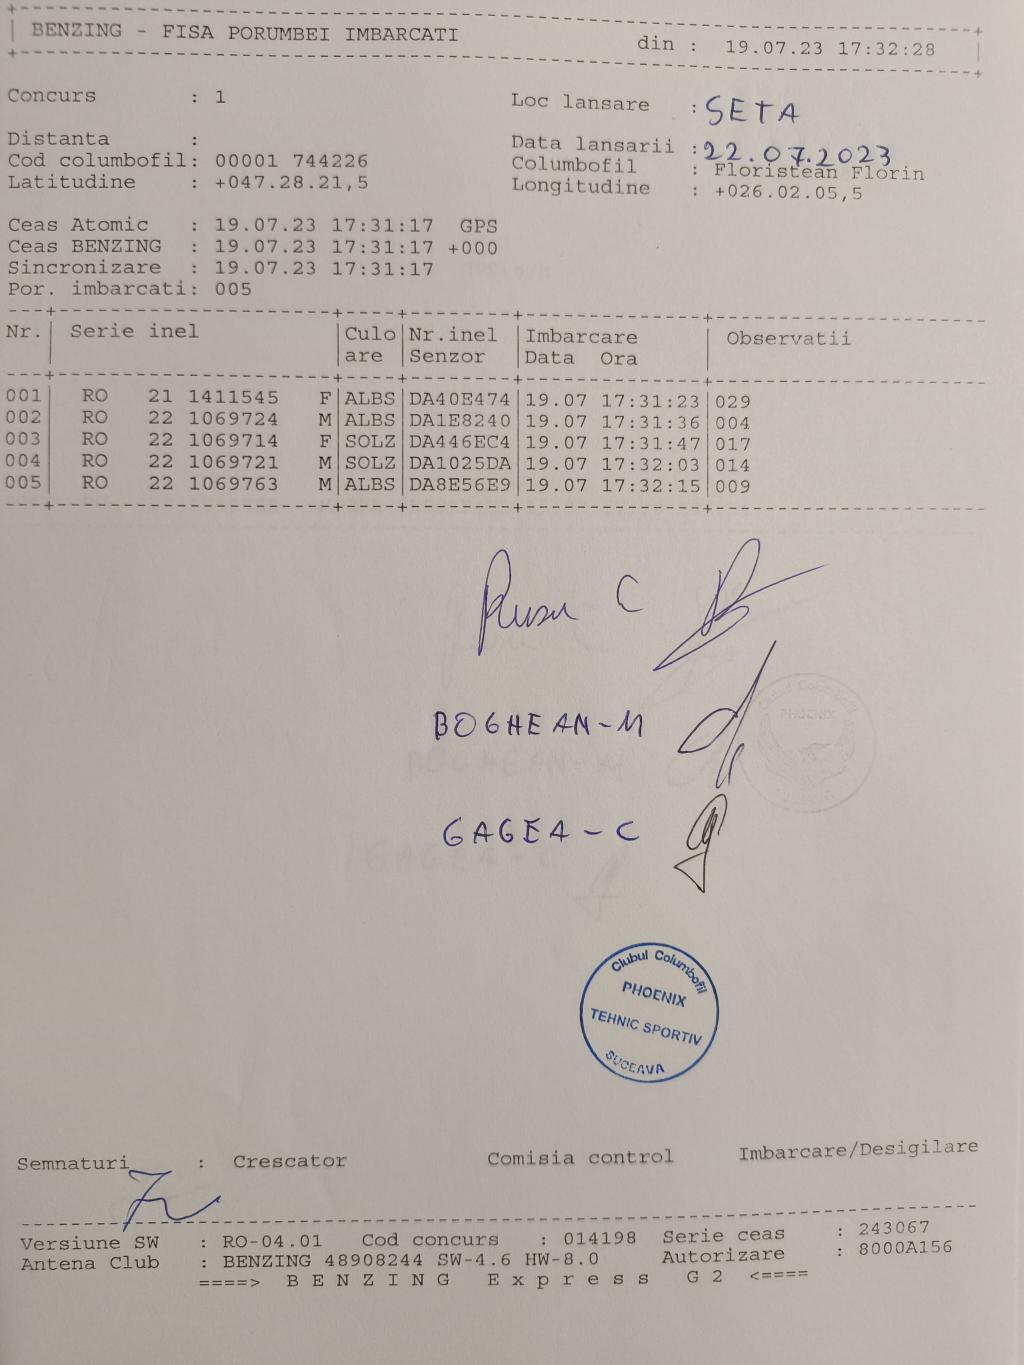 BENZING - FISA PORUMBEI IMBARCATI din : 19.07.23 17:32:28
Concurs : 1 Loc lansare : SETA
Distanta : Data lansarii : 22.07.2023
Cod columbofil: 00001 744226 Columbofil : Floristean Florin
Latitudine : +047.28.21,5 Longitudine : +026.02.05,5
Ceas Atomic : 19.07.23 17:31:17 GPS
Ceas BENZING : 19.07.23 17:31:17 +000
Sincronizare : 19.07.23 17:31:17
Por. imbarcati: 005
Nr. Serie inel Culo Nr.inel Imbarcare Observatii
are Senzor Data Ora
001 RO 21 1411545 F ALBS DA40E474 19.07 17:31:23 029
002 RO 22 1069724 M ALBS DA1E8240 19.07 17:31:36 004
003 RO 22 1069714 F SOLZ DA446EC4 19.07 17:31:47 017
004 RO 22 1069721 M SOLZ DA1025DA 19.07 17:32:03 014
005 RO 22 1069763 M ALBS DA8E56E9 19.07 17:32:15 009
Rusu C
BOGHEAN-M
GAGEA-C
Clubul Columbofil
PHOENIX
TEHNIC SPORTIV
SUCEAVA
Semnaturi : Crescator Comisia control Imbarcare/Desigilare
Versiune SW : RO-04.01 Cod concurs : 014198 Serie ceas : 243067
Antena Club : BENZING 48908244 SW-4.6 HW-8.0 Autorizare : 8000A156
====> B E N Z I N G E x p r e s s G 2 <====